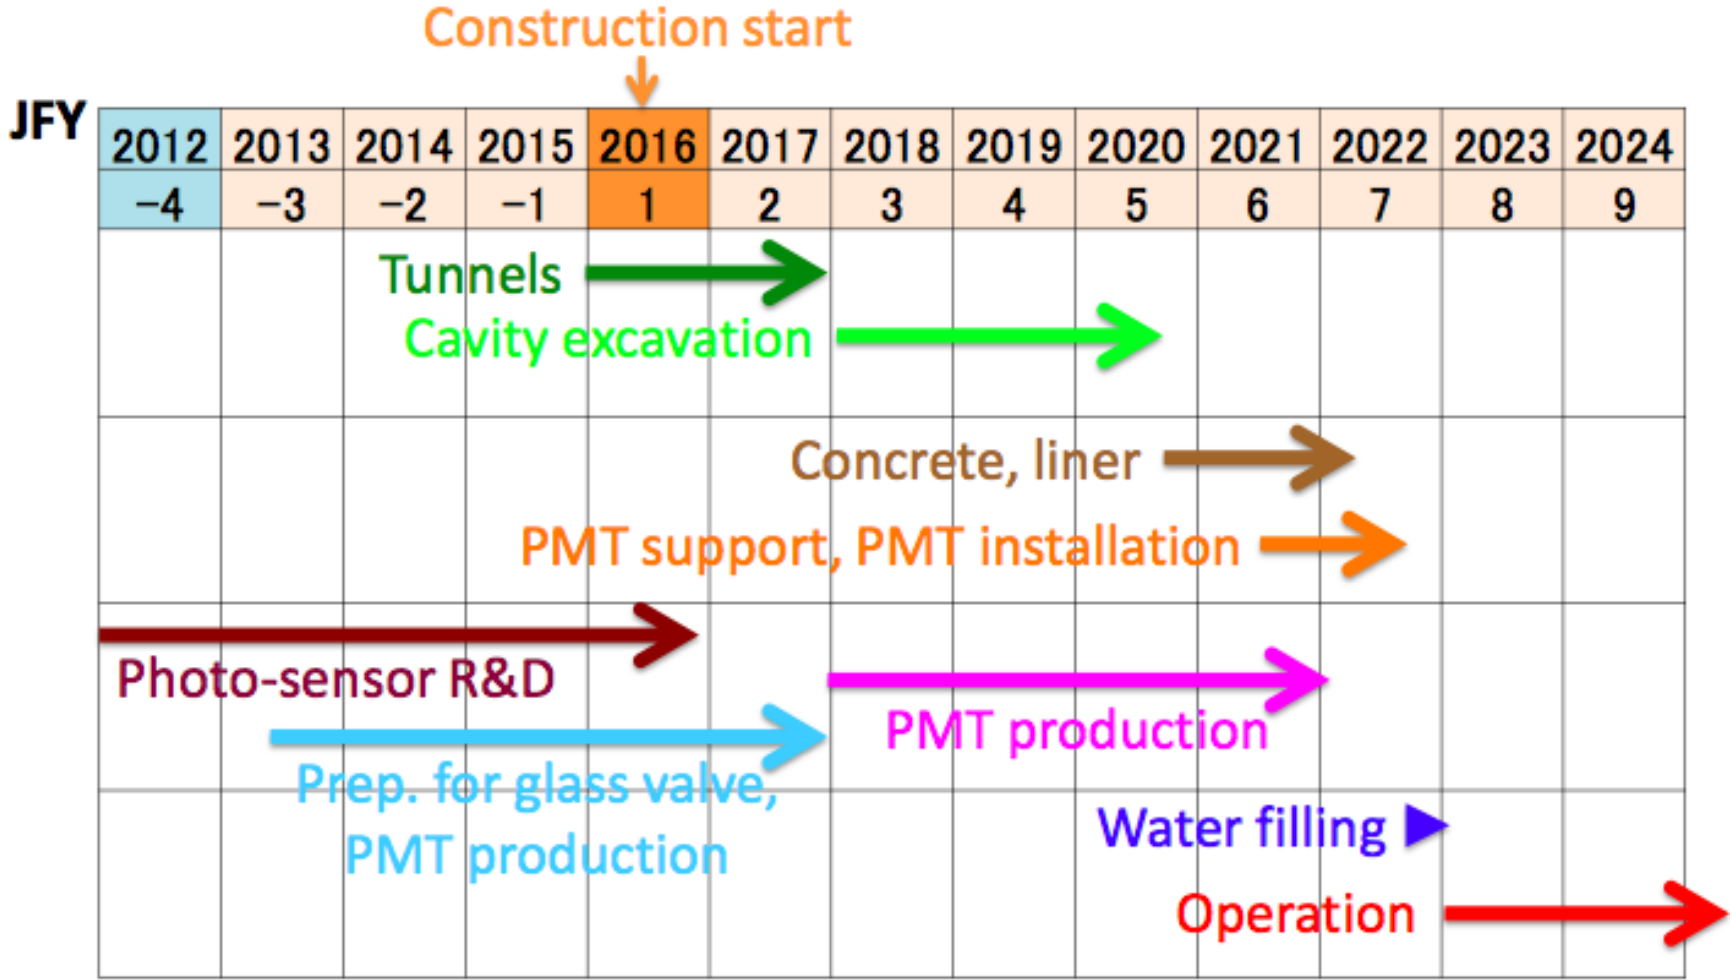 Construction start
JFY
2012 2013 2014 2015 2016 2017 2018 2019 2020 2021 2022 2023 2024
-4 -3 -2 -1 1 2 3 4 5 6 7 8 9
Tunnels
Cavity excavation
Concrete, liner
PMT support, PMT installation
Photo-sensor R&D
PMT production
Prep. for glass valve,
PMT production
Water filling
Operation